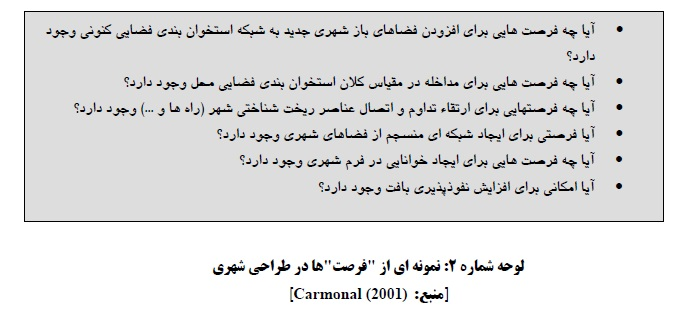 • آیا چه فرصت هایی برای افزودن فضاهای باز شهری جدید به شبکه استخوان بندی فضایی کنونی وجود
دارد؟
• آیا چه فرصت هایی برای مداخله در مقیاس کلان استخوان بندی فضایی محل وجود دارد؟
• آیا چه فرصتهایی برای ارتقاء تداوم و اتصال عناصر ریخت شناختی شهر (راه ها و ...) وجود دارد؟
• آیا فرصتی برای ایجاد شبکه ای منسجم از فضاهای شهری وجود دارد؟
• آیا چه فرصت هایی برای ایجاد خوانایی در فرم شهری وجود دارد؟
• آیا امکانی برای افزایش نفوذپذیری بافت وجود دارد؟
لوحه شماره ۲: نمونه ای از "فرصت"ها در طراحی شهری
[منبع: Carmonal (2001)]